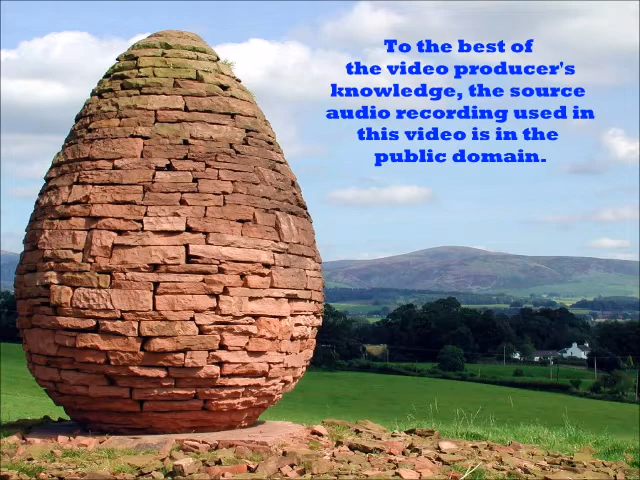 To the best of
the video producer's
knowledge, the source
audio recording used in
this video is in the
public domain.